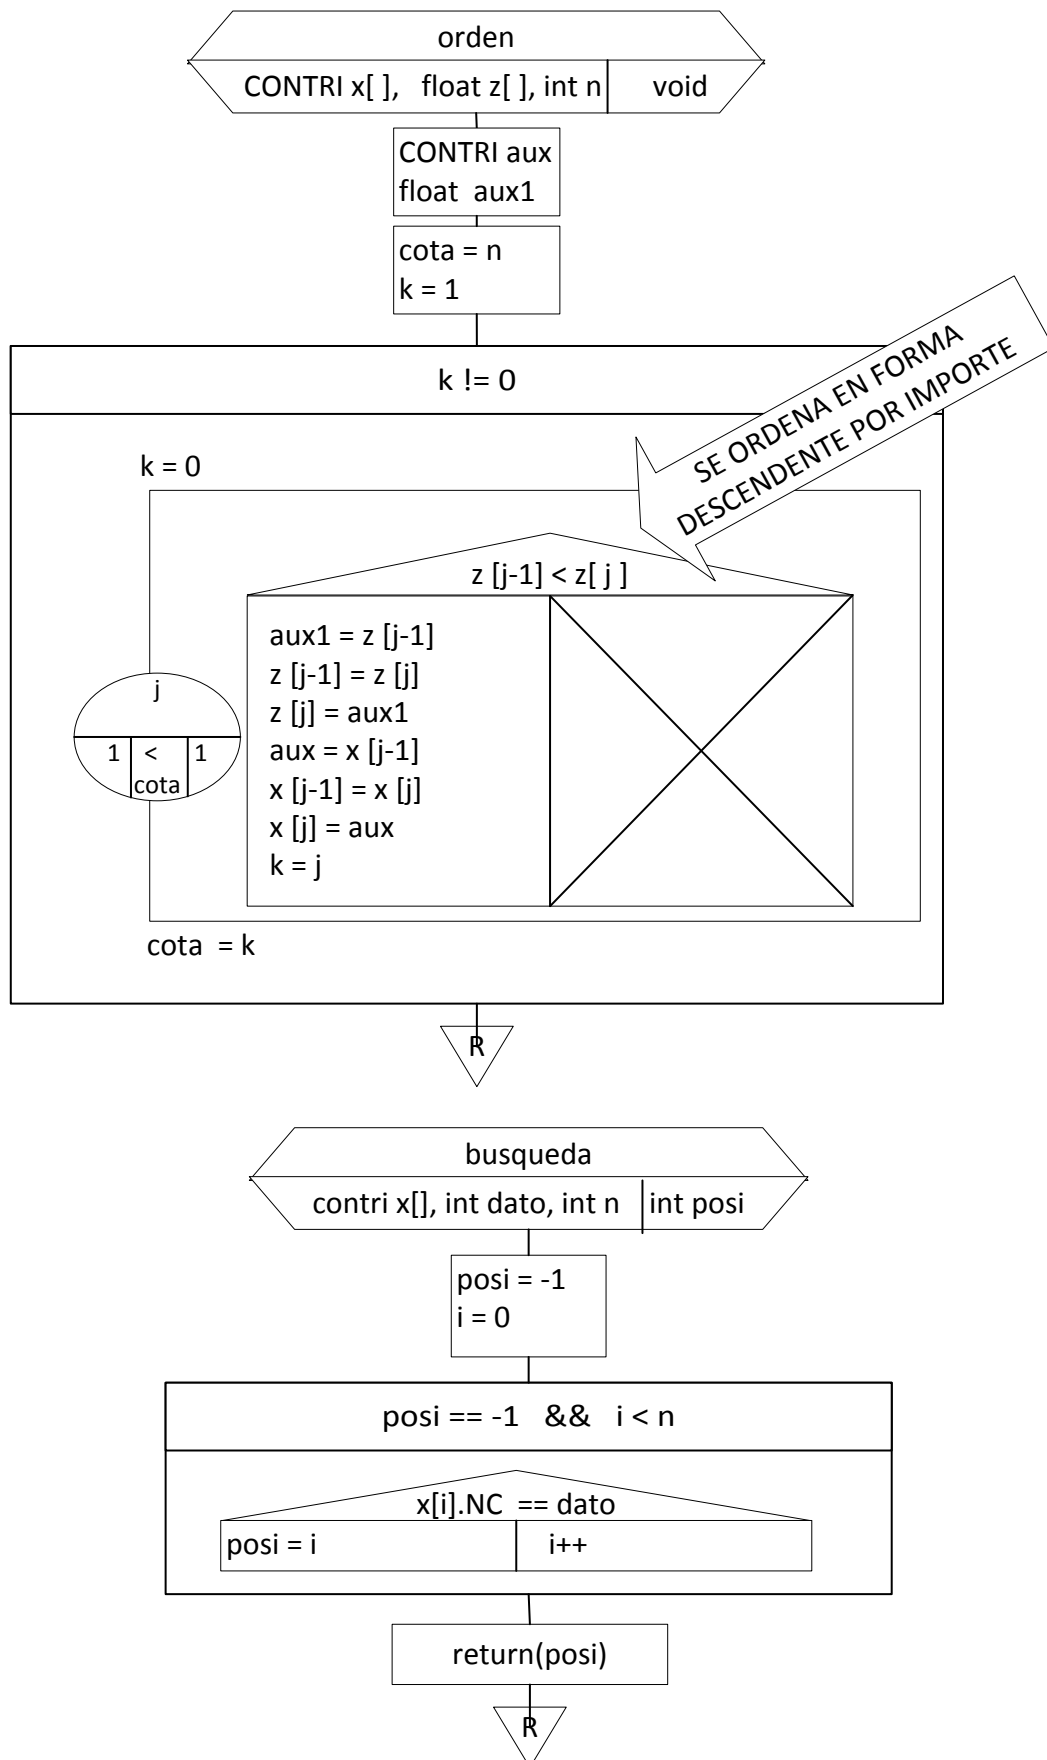 orden
CONTRI x[ ], float z[ ], int n void
CONTRI aux
float aux1
cota = n
k = 1
k != 0
SE ORDENA EN FORMA
DESCENDENTE POR IMPORTE
k = 0
z [j-1] < z[ j ]
aux1 = z [j-1]
z [j-1] = z [j]
z [j] = aux1
aux = x [j-1]
x [j-1] = x [j]
x [j] = aux
k = j
j
1 < 1
cota
cota = k
R
busqueda
contri x[], int dato, int n int posi
posi = -1
i = 0
posi == -1 && i < n
x[i].NC == dato
posi = i i++
return(posi)
R